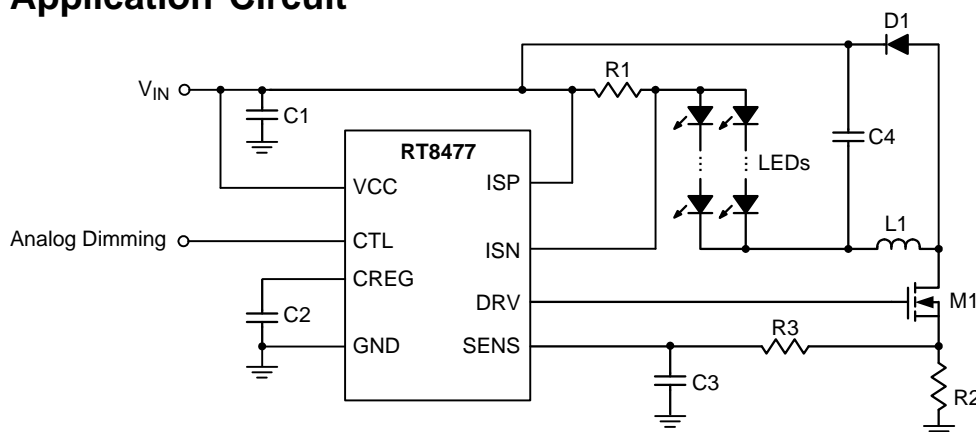 Application Circuit
D1
V_IN
R1
C1
C4
RT8477
LEDs
VCC
ISP
L1
Analog Dimming
CTL
ISN
CREG
DRV
M1
C2
R3
GND
SENS
C3
R2